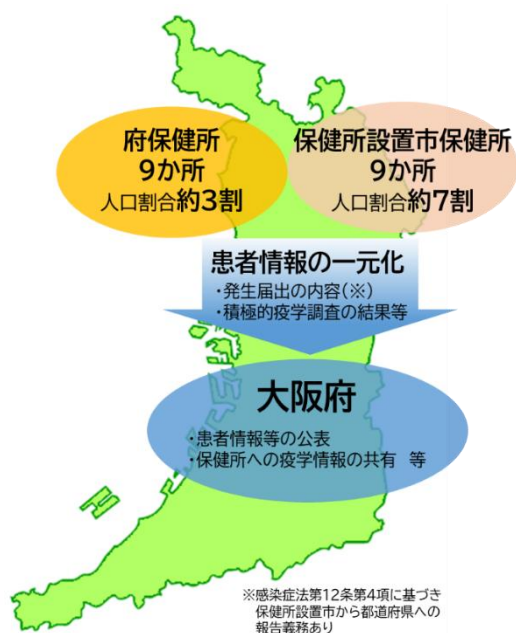 府保健所
9か所
人口割合約3割
保健所設置市保健所
9か所
人口割合約7割
患者情報の一元化
・発生届出の内容(※)
・積極的疫学調査の結果等
大阪府
・患者情報等の公表
・保健所への疫学情報の共有 等
※感染症法第12条第4項に基づき
保健所設置市から都道府県への
報告義務あり